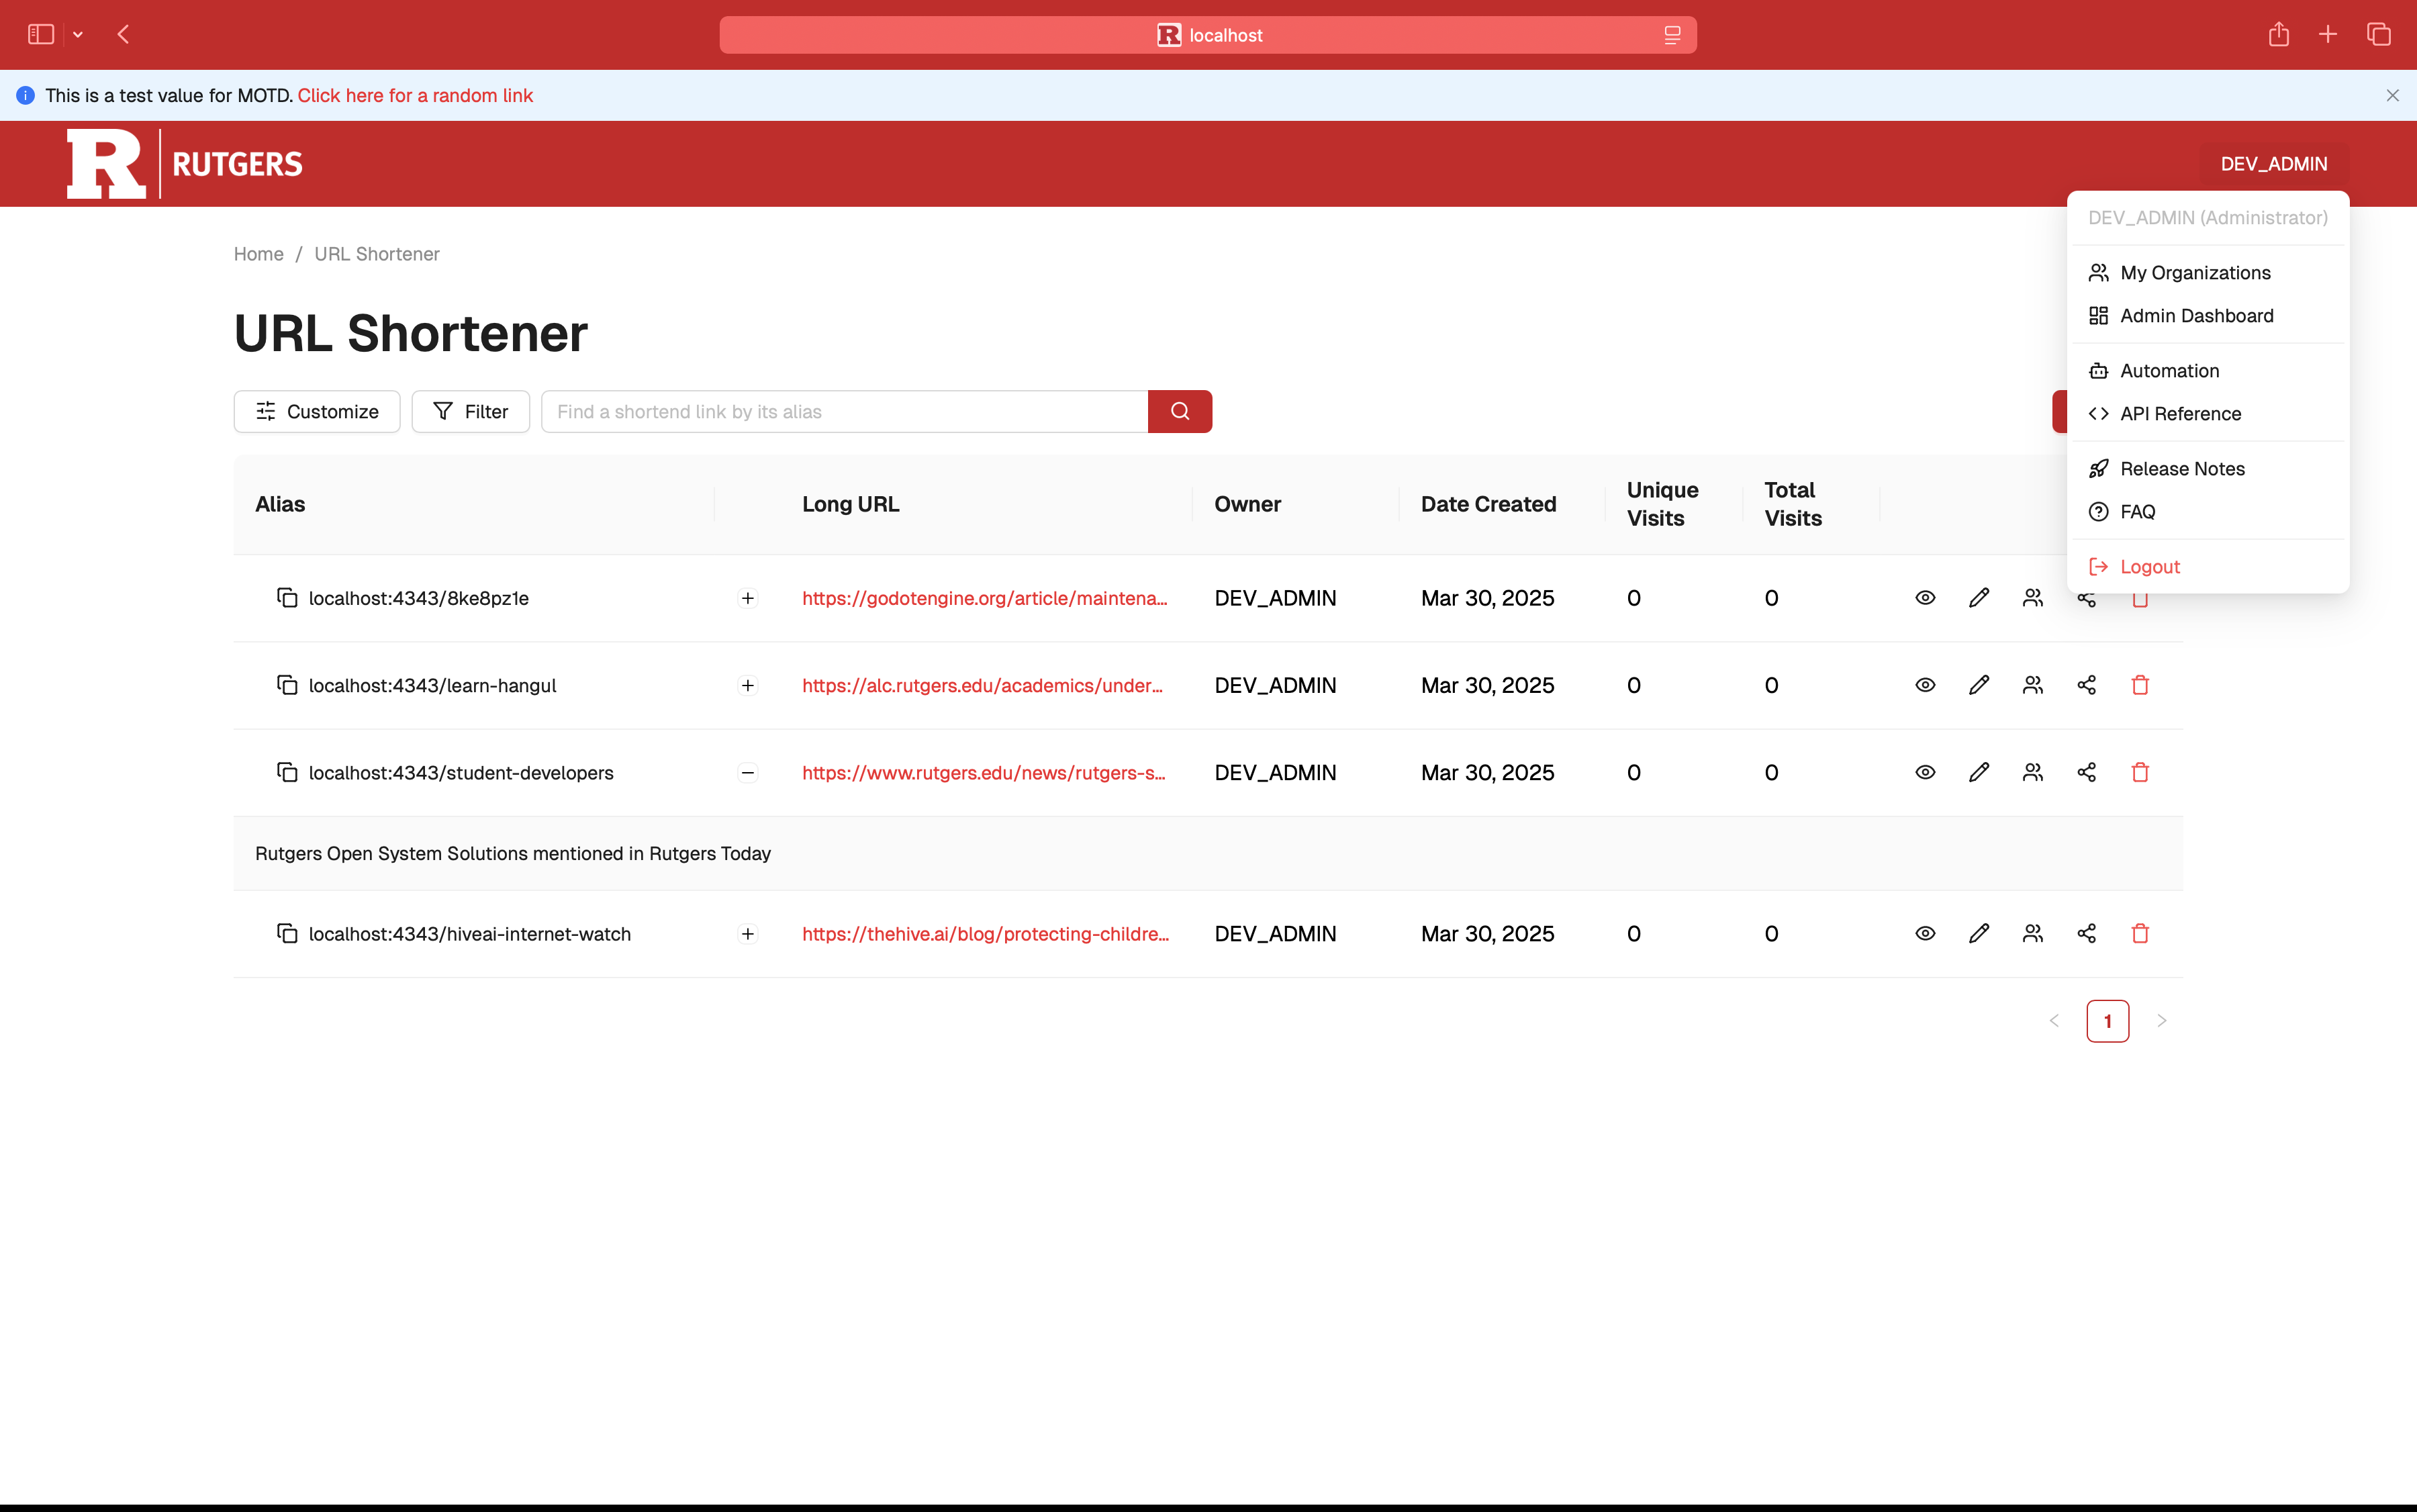 localhost
This is a test value for MOTD. Click here for a random link
R RUTGERS
DEV_ADMIN
DEV_ADMIN (Administrator)
My Organizations
Admin Dashboard
Automation
API Reference
Release Notes
FAQ
Logout
Home / URL Shortener
URL Shortener
Customize Filter Find a shortend link by its alias
Alias Long URL Owner Date Created Unique Visits Total Visits
localhost:4343/8ke8pz1e https://godotengine.org/article/maintena... DEV_ADMIN Mar 30, 2025 0 0
localhost:4343/learn-hangul https://alc.rutgers.edu/academics/under... DEV_ADMIN Mar 30, 2025 0 0
localhost:4343/student-developers https://www.rutgers.edu/news/rutgers-s... DEV_ADMIN Mar 30, 2025 0 0
Rutgers Open System Solutions mentioned in Rutgers Today
localhost:4343/hiveai-internet-watch https://thehive.ai/blog/protecting-childre... DEV_ADMIN Mar 30, 2025 0 0
1